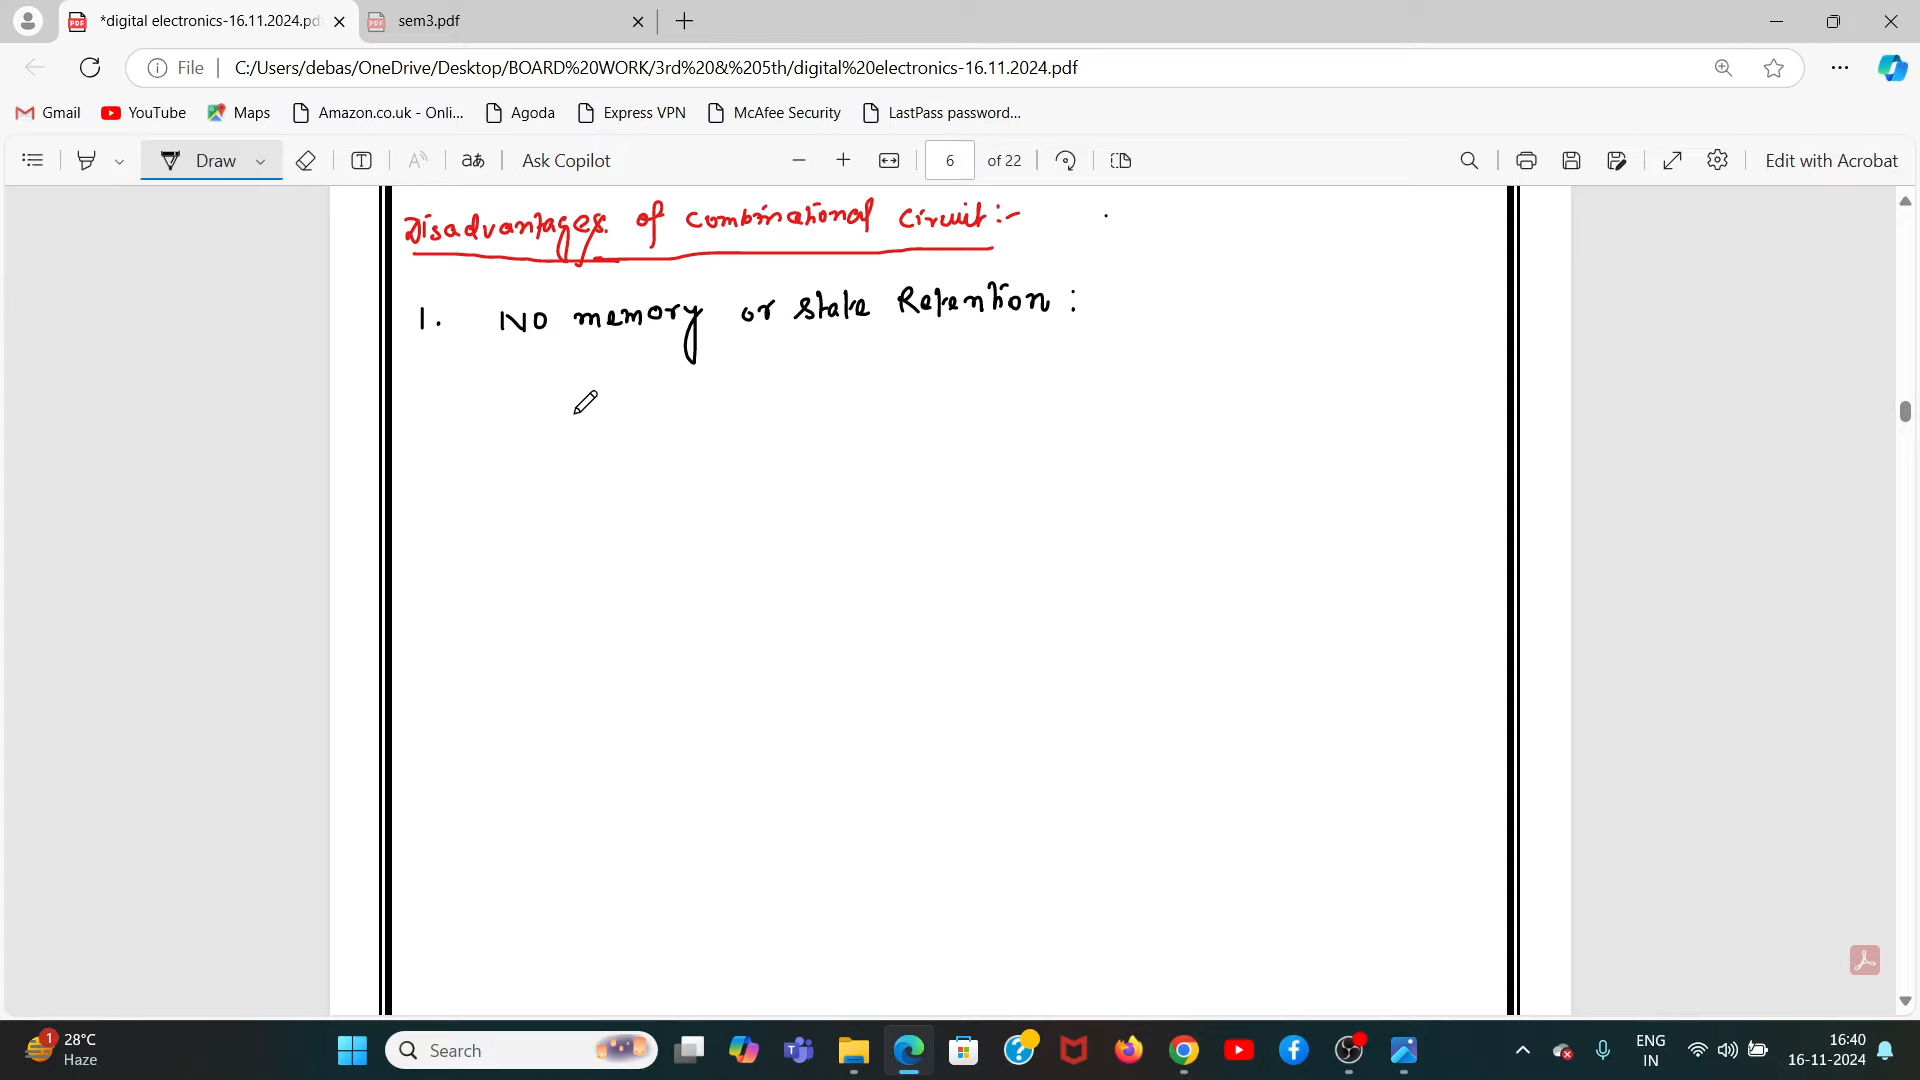 *digital electronics-16.11.2024.pd
sem3.pdf
File
C:/Users/debas/OneDrive/Desktop/BOARD%20WORK/3rd%20&%205th/digital%20electronics-16.11.2024.pdf
Gmail
YouTube
Maps
Amazon.co.uk - Onli...
Agoda
Express VPN
McAfee Security
LastPass password...
Draw
T
A
aあ
Ask Copilot
6
of 22
Edit with Acrobat
Disadvantages of combinational circuit:-
1. No memory or state Retention :
1
28°C
Haze
Search
ENG
IN
16:40
16-11-2024